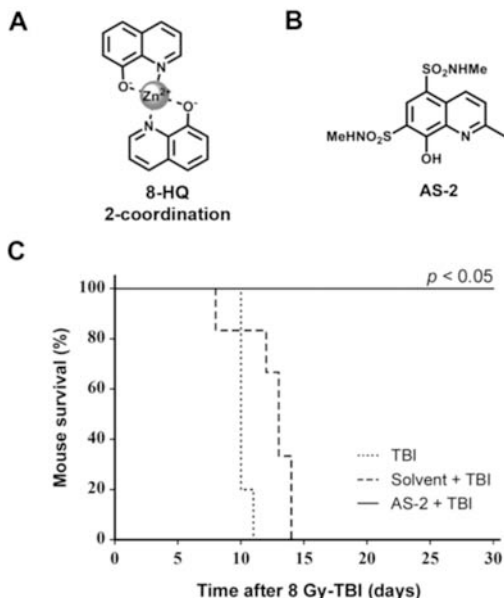 A
N
O-
Zn2+
O-
N
8-HQ
2-coordination
B
SO2NHMe
MeHNO2S
OH
N
AS-2
C
p < 0.05
Mouse survival (%)
100
80
60
40
20
0
TBI
Solvent + TBI
AS-2 + TBI
0 5 10 15 20 25 30
Time after 8 Gy-TBI (days)